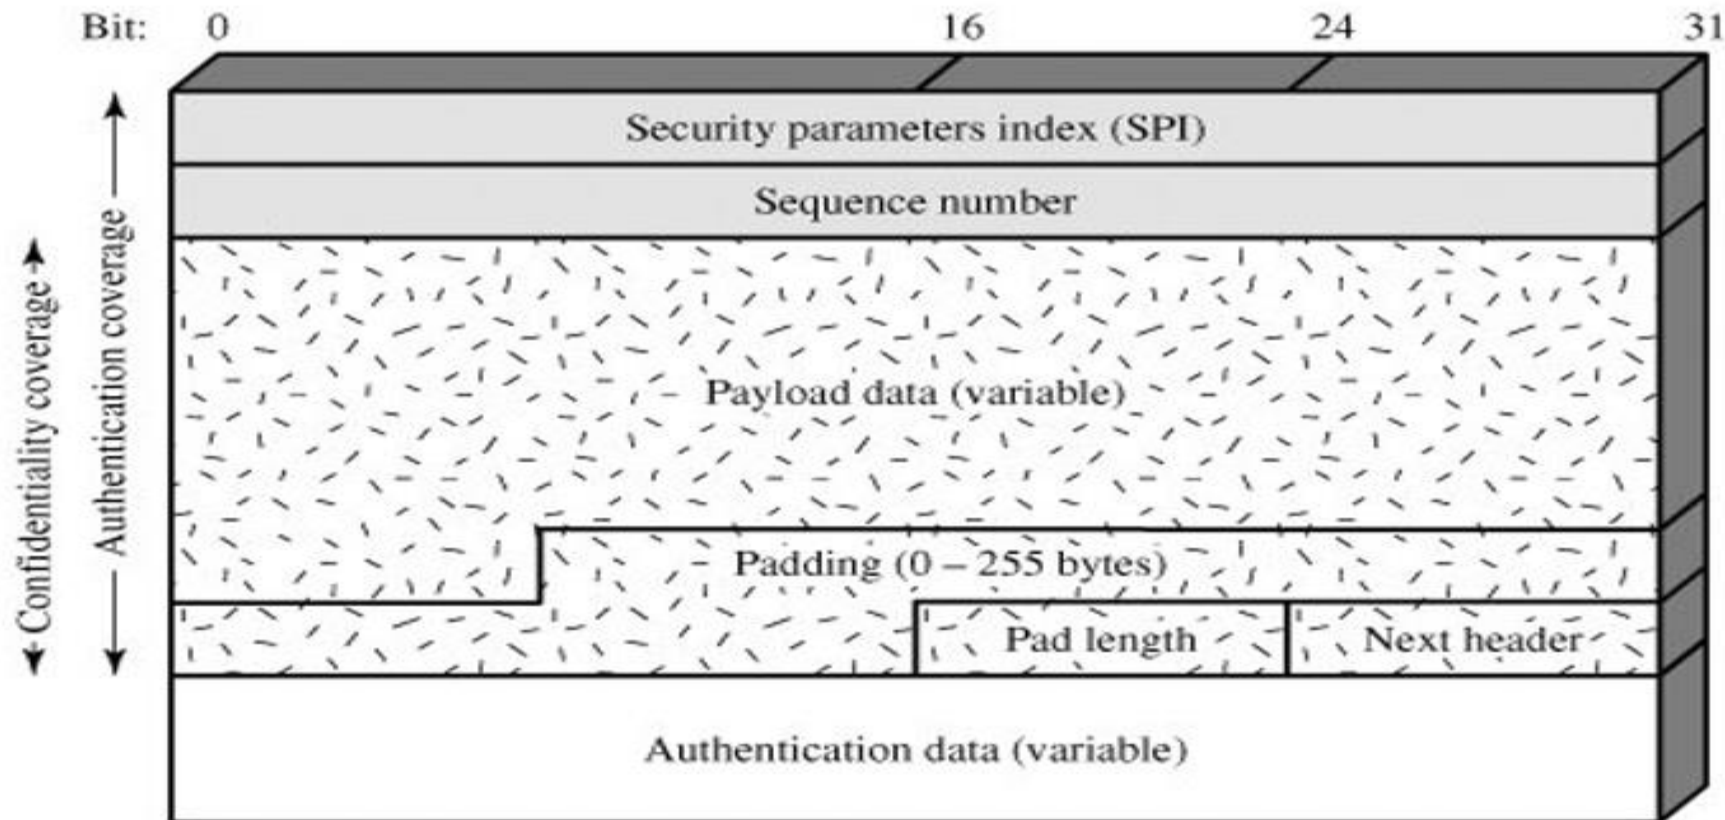 Bit: 0 16 24 31
Security parameters index (SPI)
Sequence number
Confidentiality coverage
Authentication coverage
Payload data (variable)
Padding (0 – 255 bytes)
Pad length
Next header
Authentication data (variable)